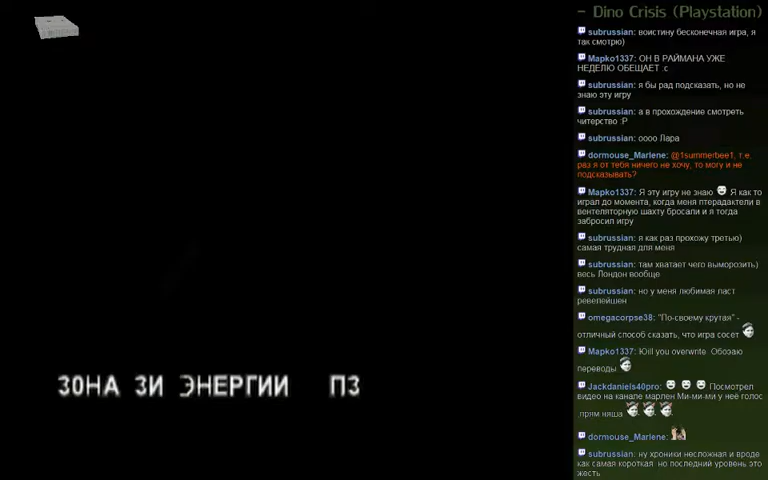 - Dino Crisis (Playstation)
subrussian: воистину бесконечная игра, я
так смотрю)
Mapko1337: ОН В РАЙМАНА УЖЕ
НЕДЕЛЮ ОБЕЩАЕТ :с
subrussian: я бы рад подсказать, но не
знаю эту игру
subrussian: а в прохождение смотреть
читерство :Р
subrussian: оооо Лара
dormouse_Marlene: @1summerbee1, т.е.
раз я от тебя ничего не хочу, то могу и не
подсказывать?
Mapko1337: Я эту игру не знаю Я как то
играл до момента, когда меня птерадактели в
вентеляторную шахту бросали и я тогда
забросил игру
subrussian: я как раз прохожу третью)
самая трудная для меня
subrussian: там хватает чего выморозить)
весь Лондон вообще
subrussian: но у меня любимая ласт
ревелейшен
omegacorpse38: "По-своему крутая" -
отличный способ сказать, что игра сосет
Mapko1337: Юill you overwrite. Обозаю
переводы
Jackdaniels40pro: Посмотрел
видео на канале марлен Ми-ми-ми у неё голос
.прям няша
dormouse_Marlene:
subrussian: ну хроники несложная и вроде
как самая короткая. но последний уровень это
жесть
ЗОНА ЗИ ЭНЕРГИИ ПЗ